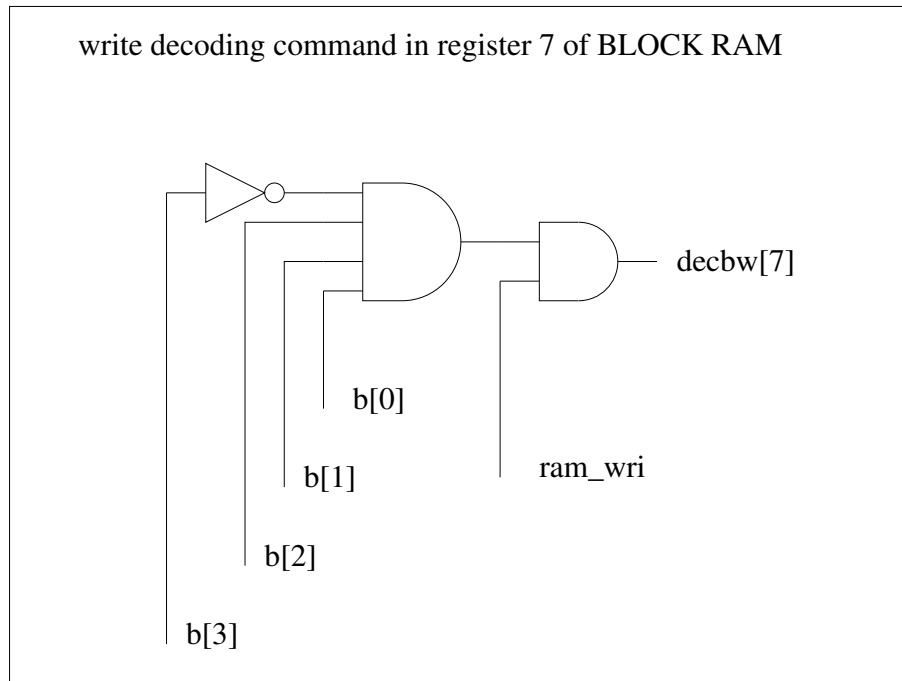 write decoding command in register 7 of BLOCK RAM
decbw[7]
b[0]
ram_wri
b[1]
b[2]
b[3]